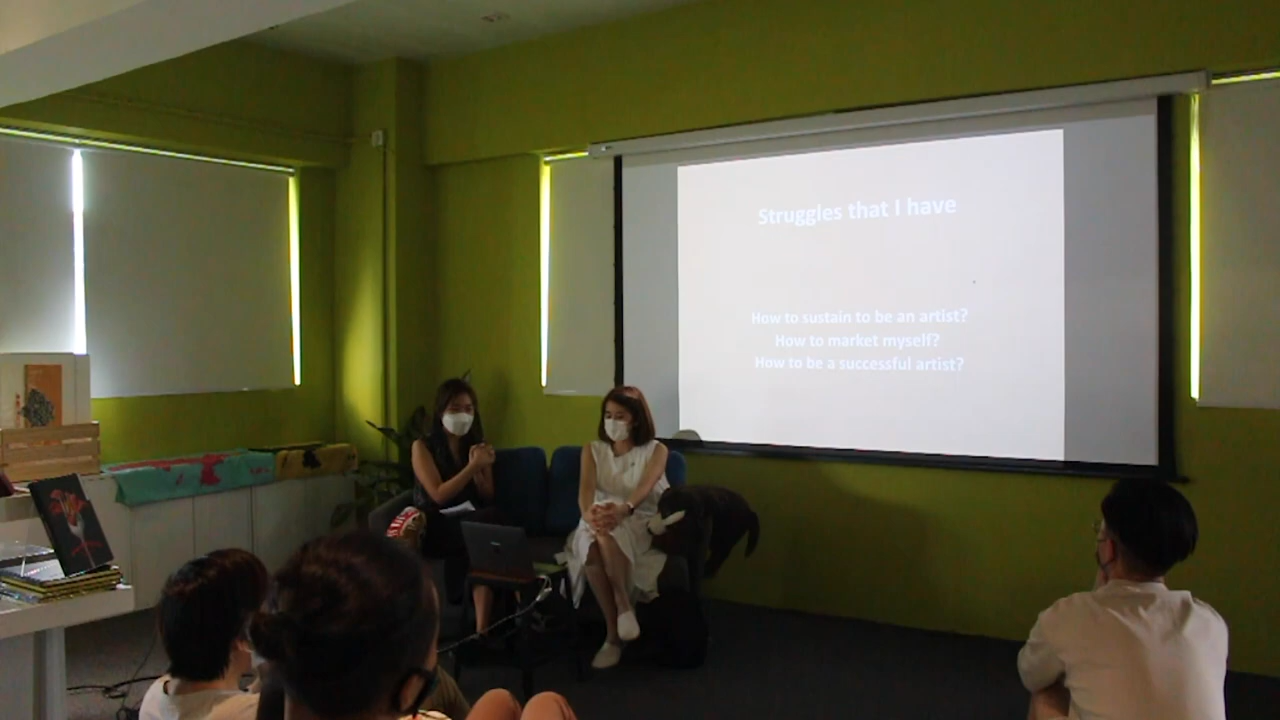 Struggles that I have
How to sustain to be an artist?
How to market myself?
How to be a successful artist?